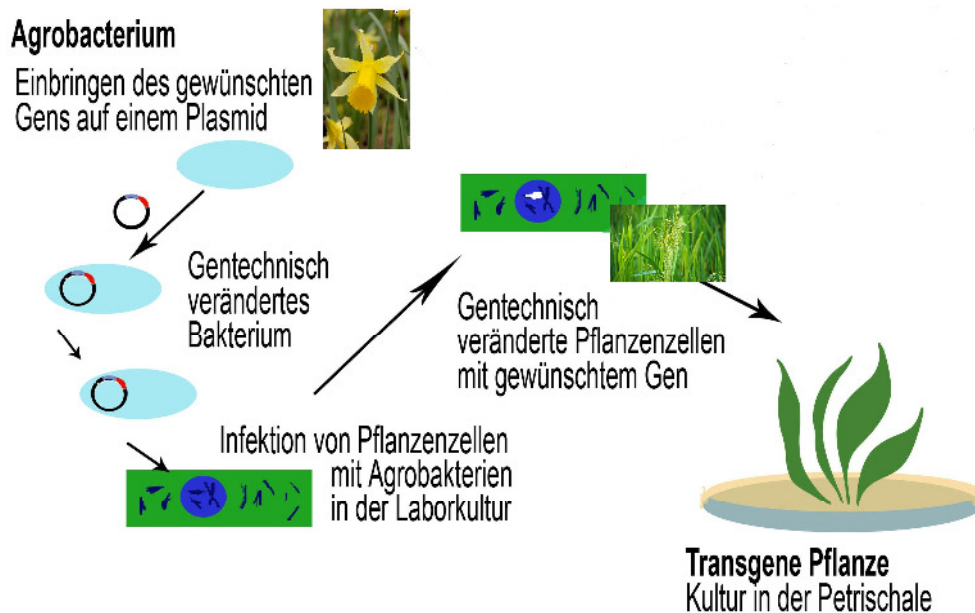 Agrobacterium
Einbringen des gewünschten
Gens auf einem Plasmid
Gentechnisch
verändertes
Bakterium
Infektion von Pflanzenzellen
mit Agrobakterien
in der Laborkultur
Gentechnisch
veränderte Pflanzenzellen
mit gewünschtem Gen
Transgene Pflanze
Kultur in der Petrischale